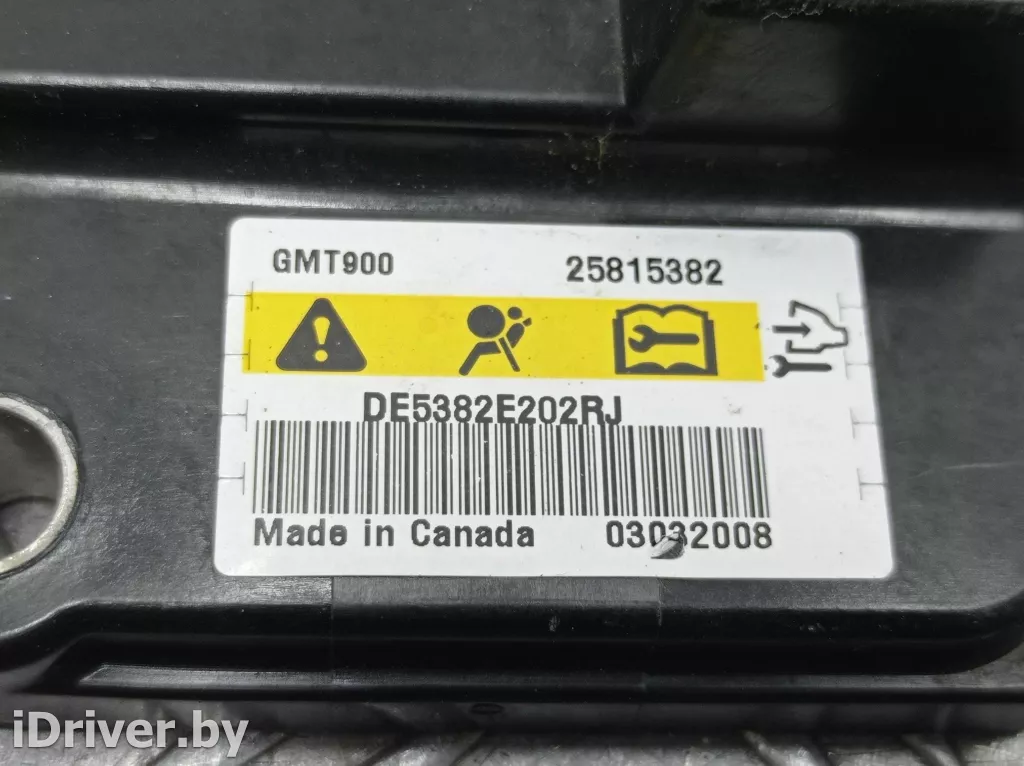 GMT900 25815382
DE5382E202RJ
Made in Canada 03032008
iDriver.by